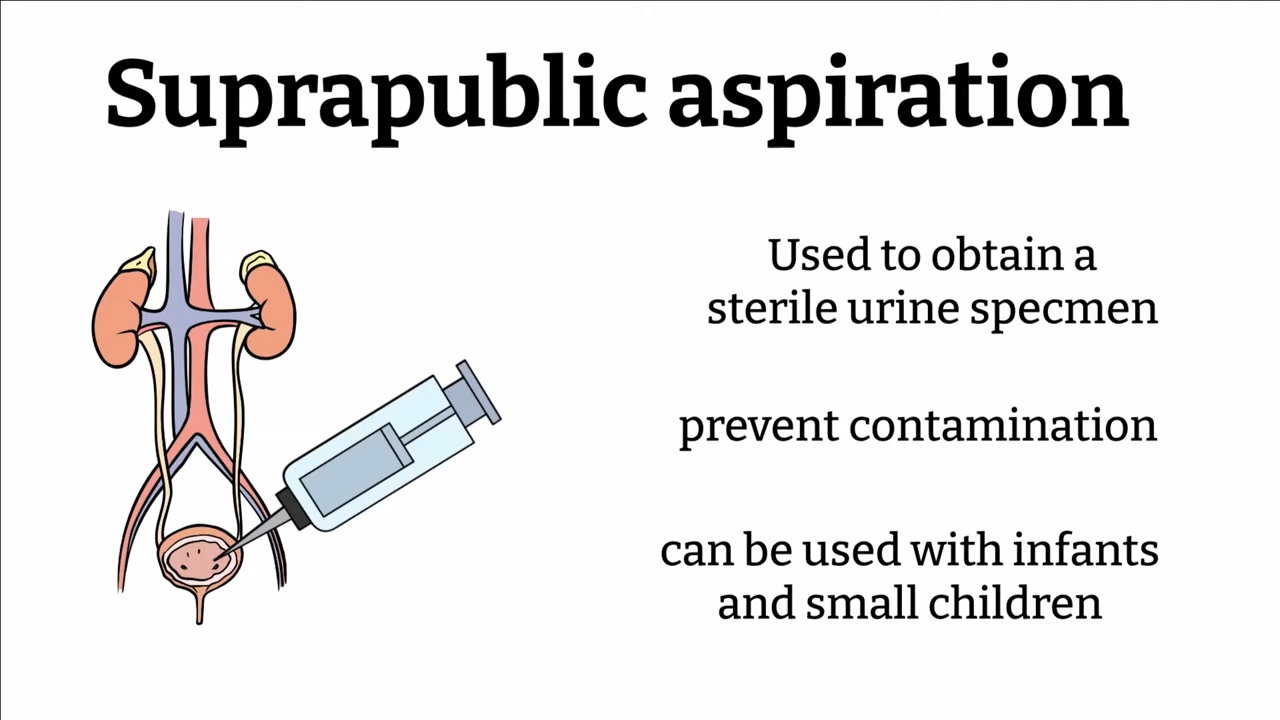 Suprapublic aspiration
Used to obtain a
sterile urine specmen
prevent contamination
can be used with infants
and small children